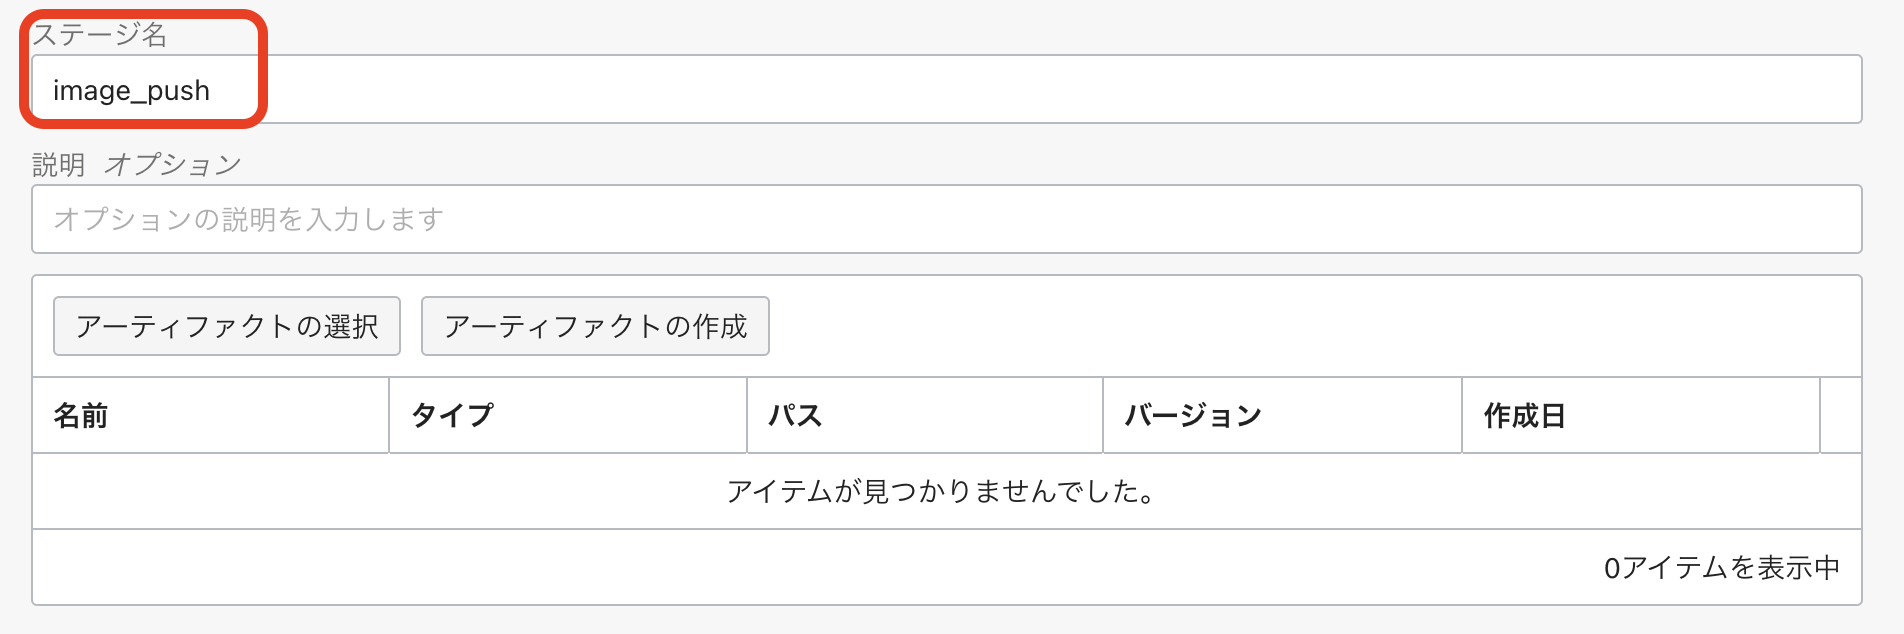 ステージ名
image_push
説明 オプション
オプションの説明を入力します
アーティファクトの選択 アーティファクトの作成
名前 タイプ パス バージョン 作成日
アイテムが見つかりませんでした。
0アイテムを表示中